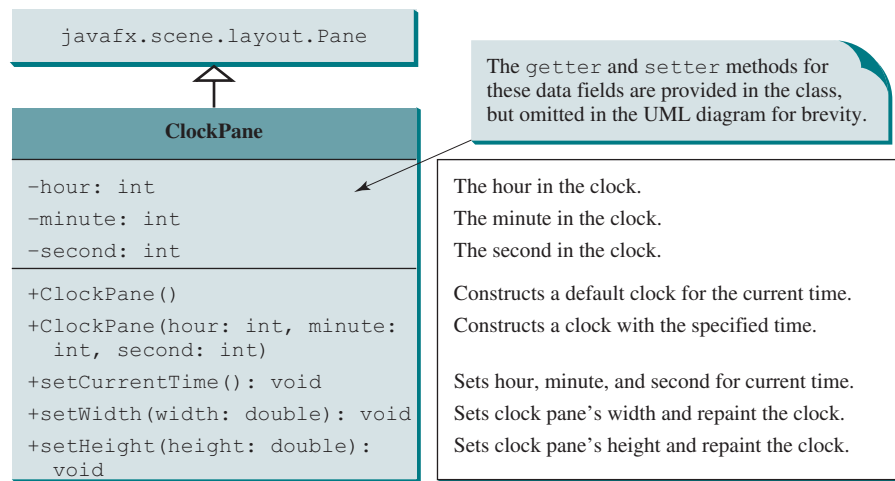 javafx.scene.layout.Pane
The getter and setter methods for
these data fields are provided in the class,
but omitted in the UML diagram for brevity.
ClockPane
-hour: int
The hour in the clock.
-minute: int
The minute in the clock.
-second: int
The second in the clock.
+ClockPane()
Constructs a default clock for the current time.
+ClockPane(hour: int, minute:
int, second: int)
Constructs a clock with the specified time.
+setCurrentTime(): void
Sets hour, minute, and second for current time.
+setWidth(width: double): void
Sets clock pane's width and repaint the clock.
+setHeight(height: double):
void
Sets clock pane's height and repaint the clock.